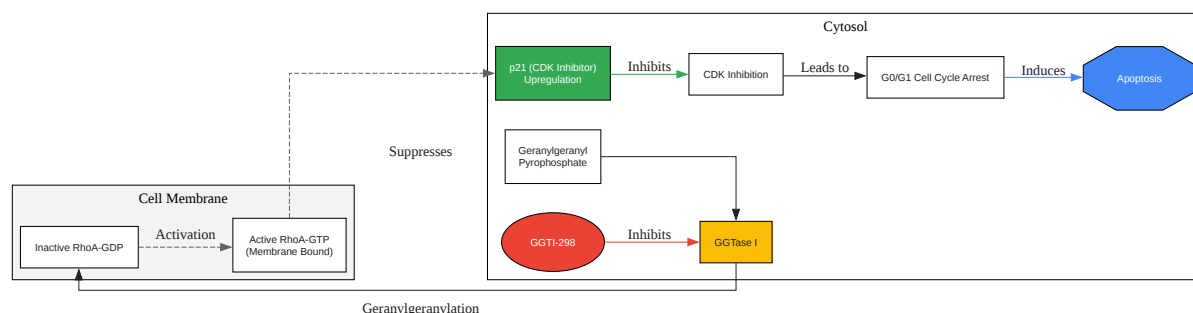 Cytosol
p21 (CDK Inhibitor)
Upregulation
Inhibits
CDK Inhibition
Leads to
G0/G1 Cell Cycle Arrest
Induces
Apoptosis
Suppresses
Geranylgeranyl
Pyrophosphate
Cell Membrane
Inactive RhoA-GDP
Activation
Active RhoA-GTP
(Membrane Bound)
GGTI-298
Inhibits
GGTase I
Geranylgeranylation